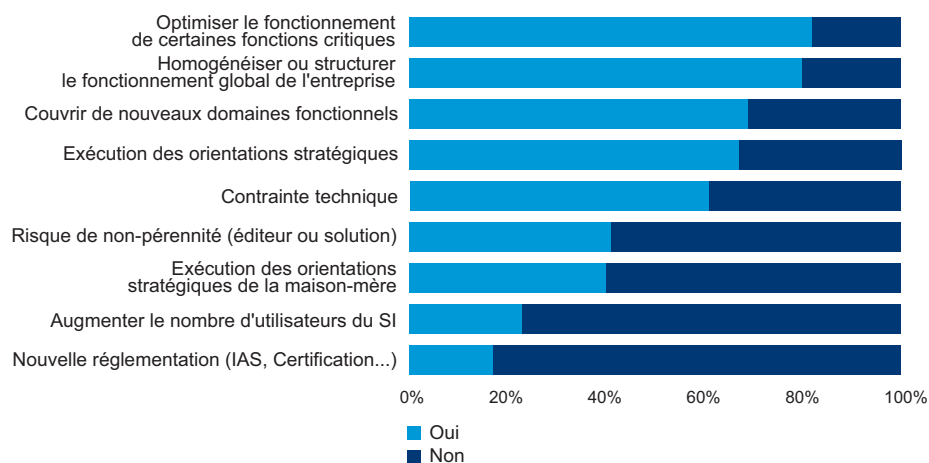 Optimiser le fonctionnement
de certaines fonctions critiques
Homogénéiser ou structurer
le fonctionnement global de l'entreprise
Couvrir de nouveaux domaines fonctionnels
Exécution des orientations stratégiques
Contrainte technique
Risque de non-pérennité (éditeur ou solution)
Exécution des orientations
stratégiques de la maison-mère
Augmenter le nombre d'utilisateurs du SI
Nouvelle réglementation (IAS, Certification...)
0% 20% 40% 60% 80% 100%
Oui
Non